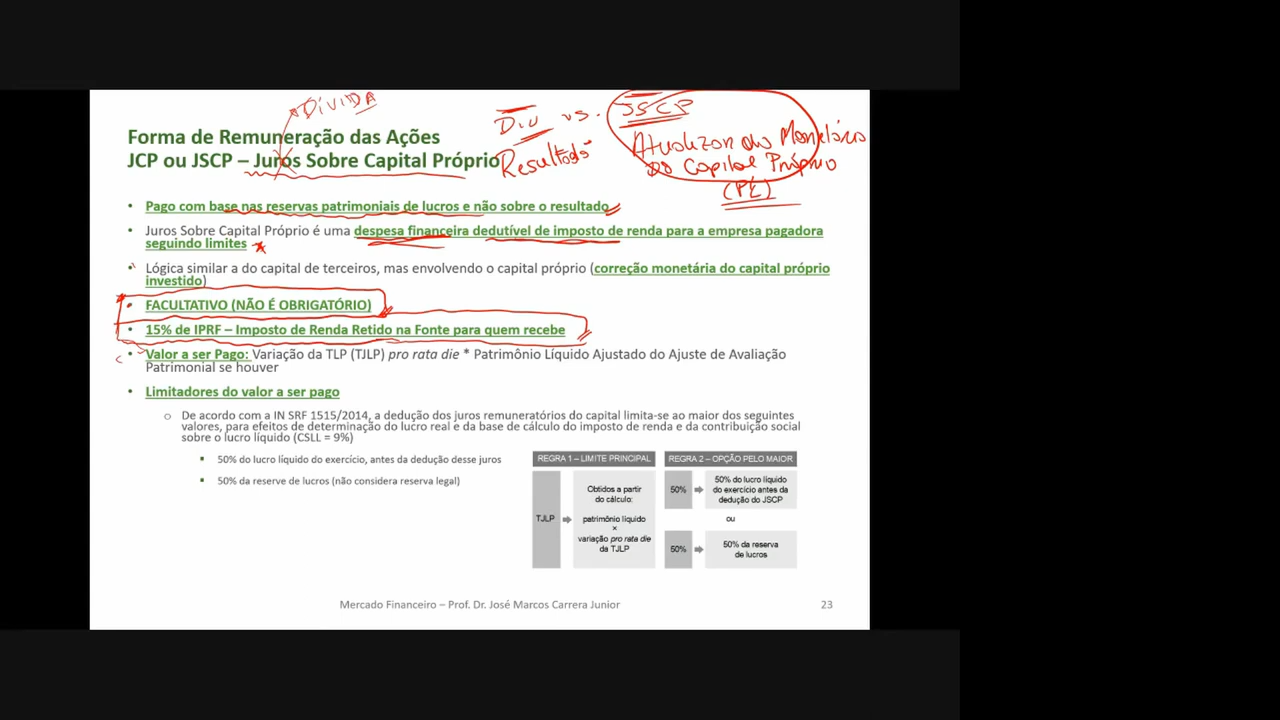 DIVIDA
Div vs. JSCP
Resultados
Atualização Monetária
do Capital Próprio
(PL)
Forma de Remuneração das Ações
JCP ou JSCP – Juros Sobre Capital Próprio
• Pago com base nas reservas patrimoniais de lucros e não sobre o resultado
• Juros Sobre Capital Próprio é uma despesa financeira dedutível de imposto de renda para a empresa pagadora
seguindo limites
• Lógica similar a do capital de terceiros, mas envolvendo o capital próprio (correção monetária do capital próprio
investido)
• FACULTATIVO (NÃO É OBRIGATÓRIO)
• 15% de IPRF – Imposto de Renda Retido na Fonte para quem recebe
• Valor a ser Pago: Variação da TLP (TJLP) pro rata die * Patrimônio Líquido Ajustado do Ajuste de Avaliação
Patrimonial se houver
• Limitadores do valor a ser pago
o De acordo com a IN SRF 1515/2014, a dedução dos juros remuneratórios do capital limita-se ao maior dos seguintes
valores, para efeitos de determinação do lucro real e da base de cálculo do imposto de renda e da contribuição social
sobre o lucro líquido (CSLL = 9%)
▪ 50% do lucro líquido do exercício, antes da dedução desse juros
▪ 50% da reserve de lucros (não considera reserva legal)
REGRA 1 – LIMITE PRINCIPAL
TJLP
Obtidos a partir
do cálculo:
patrimônio líquido
×
variação pro rata die
da TJLP
REGRA 2 – OPÇÃO PELO MAIOR
50%
50% do lucro líquido
do exercício antes da
dedução do JSCP
ou
50%
50% da reserva
de lucros
Mercado Financeiro – Prof. Dr. José Marcos Carrera Junior
23